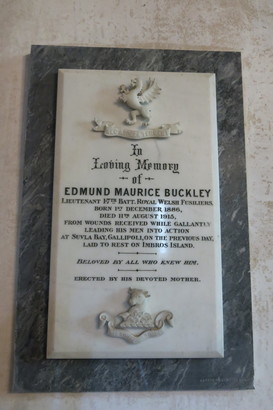 In
Loving Memory
of
EDMUND MAURICE BUCKLEY
LIEUTENANT 17TH BATT. ROYAL WELSH FUSILIERS,
BORN 1ST DECEMBER 1886,
DIED 11TH AUGUST 1915,
FROM WOUNDS RECEIVED WHILE GALLANTLY
LEADING HIS MEN INTO ACTION
AT SUVLA BAY, GALLIPOLI, ON THE PREVIOUS DAY,
LAID TO REST ON IMBROS ISLAND.
BELOVED BY ALL WHO KNEW HIM.
ERECTED BY HIS DEVOTED MOTHER.